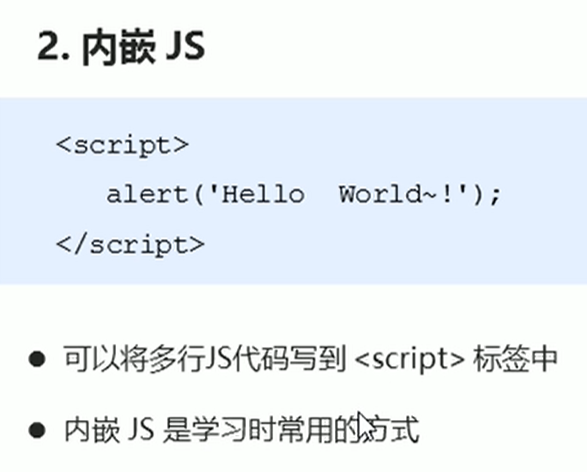 2. 内嵌 JS
<script>
alert('Hello  World~!');
</script>
可以将多行JS代码写到 <script> 标签中
内嵌 JS 是学习时常用的方式